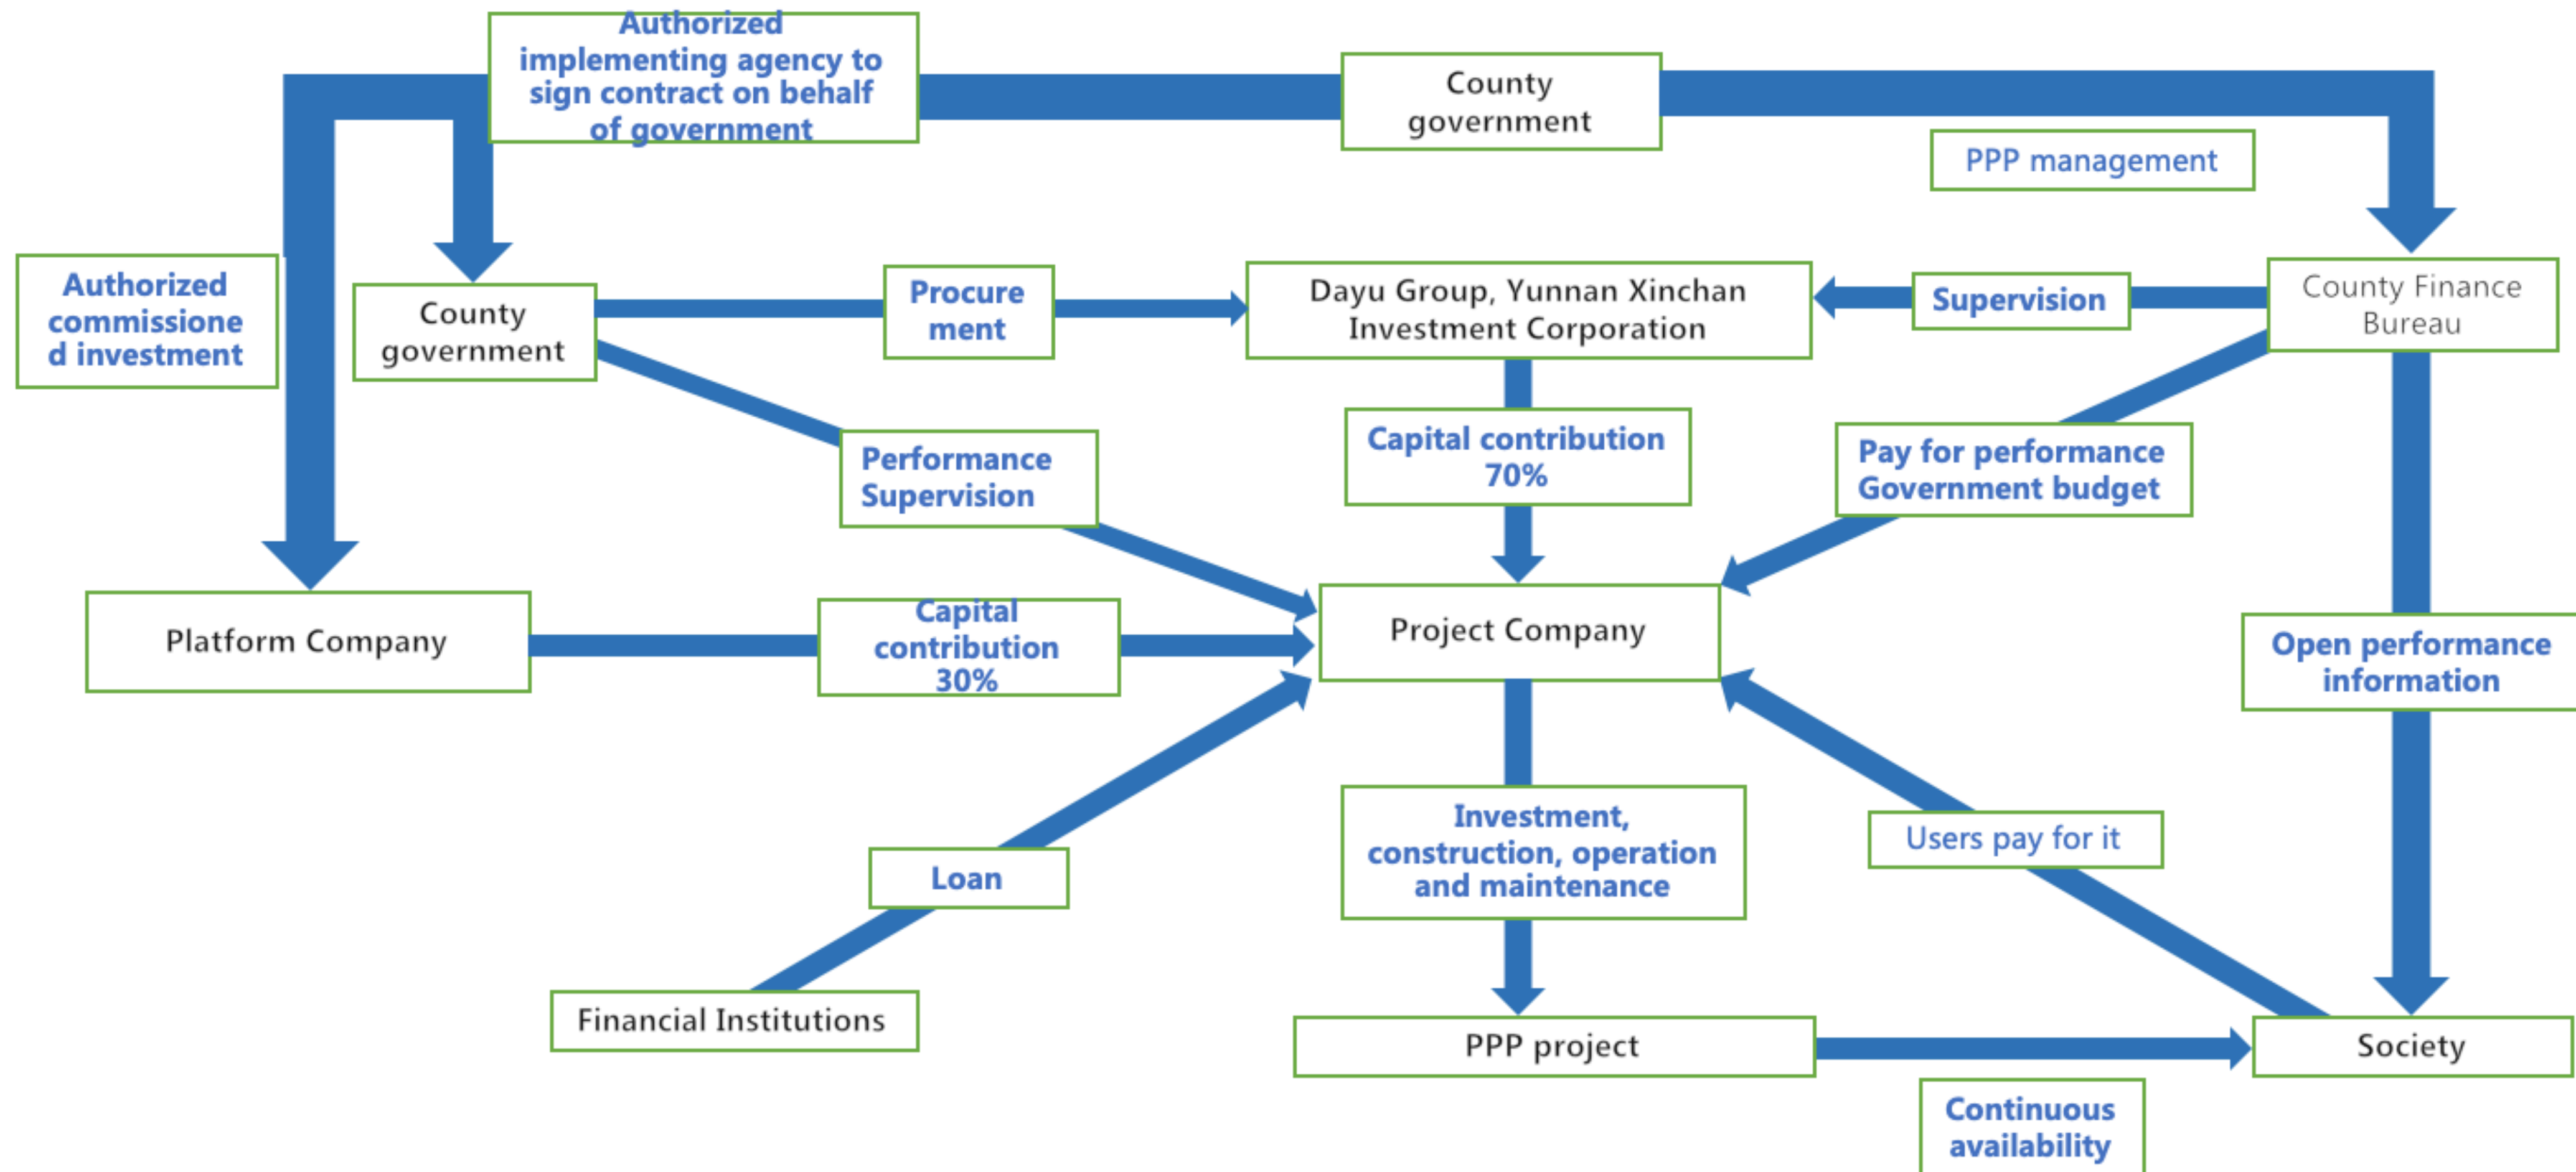 Authorized
implementing agency to
sign contract on behalf
of government
County
government
PPP management
Authorized
commissione
d investment
County
government
Procure
ment
Dayu Group, Yunnan Xinchan
Investment Corporation
Supervision
County Finance
Bureau
Performance
Supervision
Capital contribution
70%
Pay for performance
Government budget
Platform Company
Capital
contribution
30%
Project Company
Open performance
information
Loan
Investment,
construction, operation
and maintenance
Users pay for it
Financial Institutions
PPP project
Society
Continuous
availability